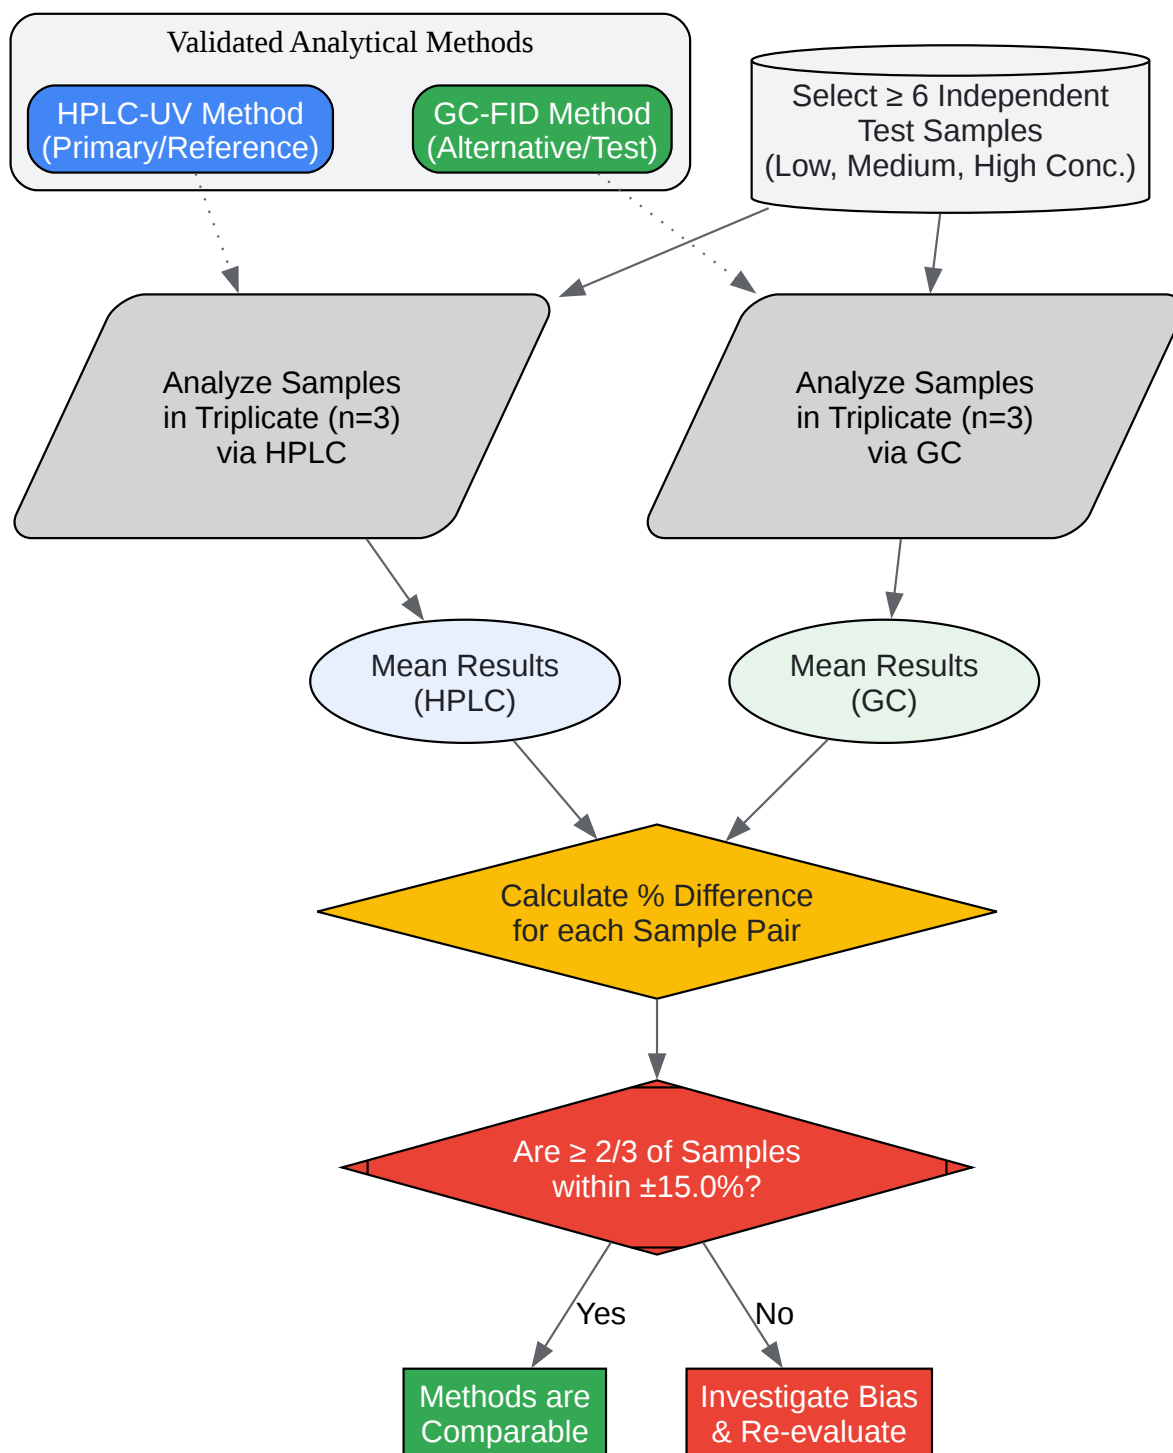 Validated Analytical Methods
HPLC-UV Method
(Primary/Reference)
GC-FID Method
(Alternative/Test)
Select ≥ 6 Independent
Test Samples
(Low, Medium, High Conc.)
Analyze Samples
in Triplicate (n=3)
via HPLC
Analyze Samples
in Triplicate (n=3)
via GC
Mean Results
(HPLC)
Mean Results
(GC)
Calculate % Difference
for each Sample Pair
Are ≥ 2/3 of Samples
within ±15.0%?
Yes
No
Methods are
Comparable
Investigate Bias
& Re-evaluate